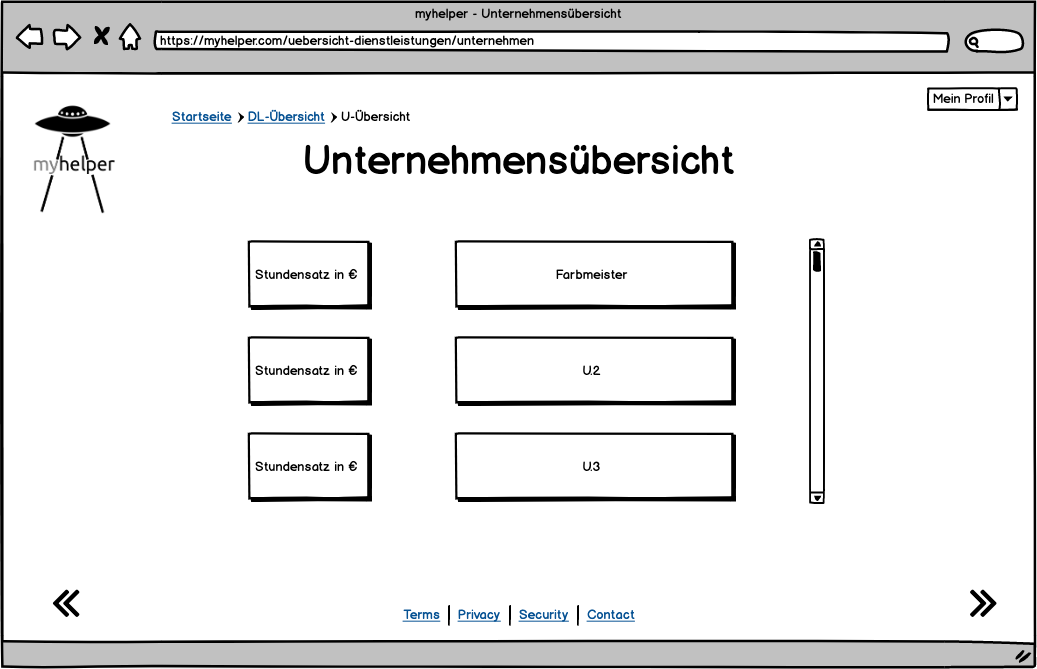 myhelper - Unternehmensübersicht
https://myhelper.com/uebersicht-dienstleistungen/unternehmen
Mein Profil
Startseite > DL-Übersicht > U-Übersicht
myhelper
Unternehmensübersicht
Stundensatz in € Farbmeister
Stundensatz in € U.2
Stundensatz in € U.3
Terms | Privacy | Security | Contact